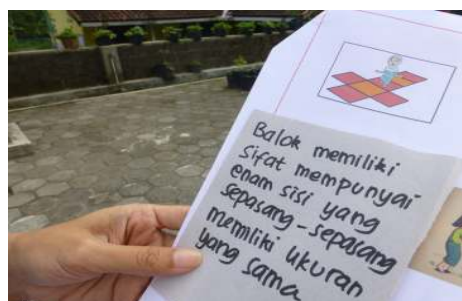 Balok memiliki
sifat mempunyai
enam sisi yang
sepasang-sepasang
memiliki ukuran
yang sama